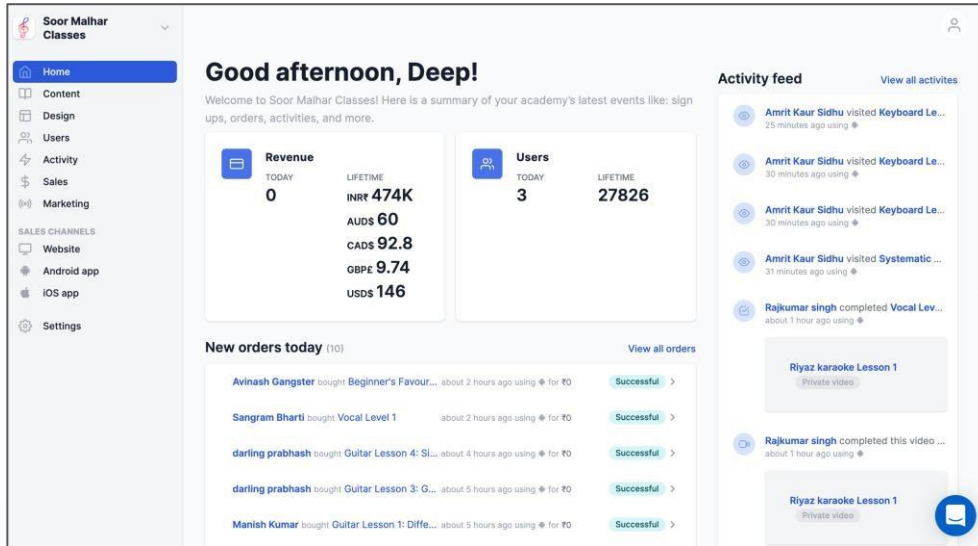 Soor Malhar
Classes
Home
Content
Design
Users
Activity
Sales
Marketing
SALES CHANNELS
Website
Android app
iOS app
Settings
Good afternoon, Deep!
Welcome to Soor Malhar Classes! Here is a summary of your academy's latest events like: sign
ups, orders, activities, and more.
Revenue
TODAY LIFETIME
0 INR₹ 474K
AUD$ 60
CAD$ 92.8
GBP£ 9.74
USD$ 146
Users
TODAY LIFETIME
3 27826
New orders today (10) View all orders
Avinash Gangster bought Beginner's Favour... about 2 hours ago using for ₹0 Successful
Sangram Bharti bought Vocal Level 1 about 2 hours ago using for ₹0 Successful
darling prabhash bought Guitar Lesson 4: Si... about 4 hours ago using for ₹0 Successful
darling prabhash bought Guitar Lesson 3: G... about 5 hours ago using for ₹0 Successful
Manish Kumar bought Guitar Lesson 1: Diffe... about 5 hours ago using for ₹0 Successful
Activity feed View all activites
Amrit Kaur Sidhu visited Keyboard Le...
25 minutes ago using
Amrit Kaur Sidhu visited Keyboard Le...
30 minutes ago using
Amrit Kaur Sidhu visited Keyboard Le...
30 minutes ago using
Amrit Kaur Sidhu visited Systematic ...
31 minutes ago using
Rajkumar singh completed Vocal Lev...
about 1 hour ago using
Riyaz karaoke Lesson 1
Private video
Rajkumar singh completed this video ...
about 1 hour ago using
Riyaz karaoke Lesson 1
Private video